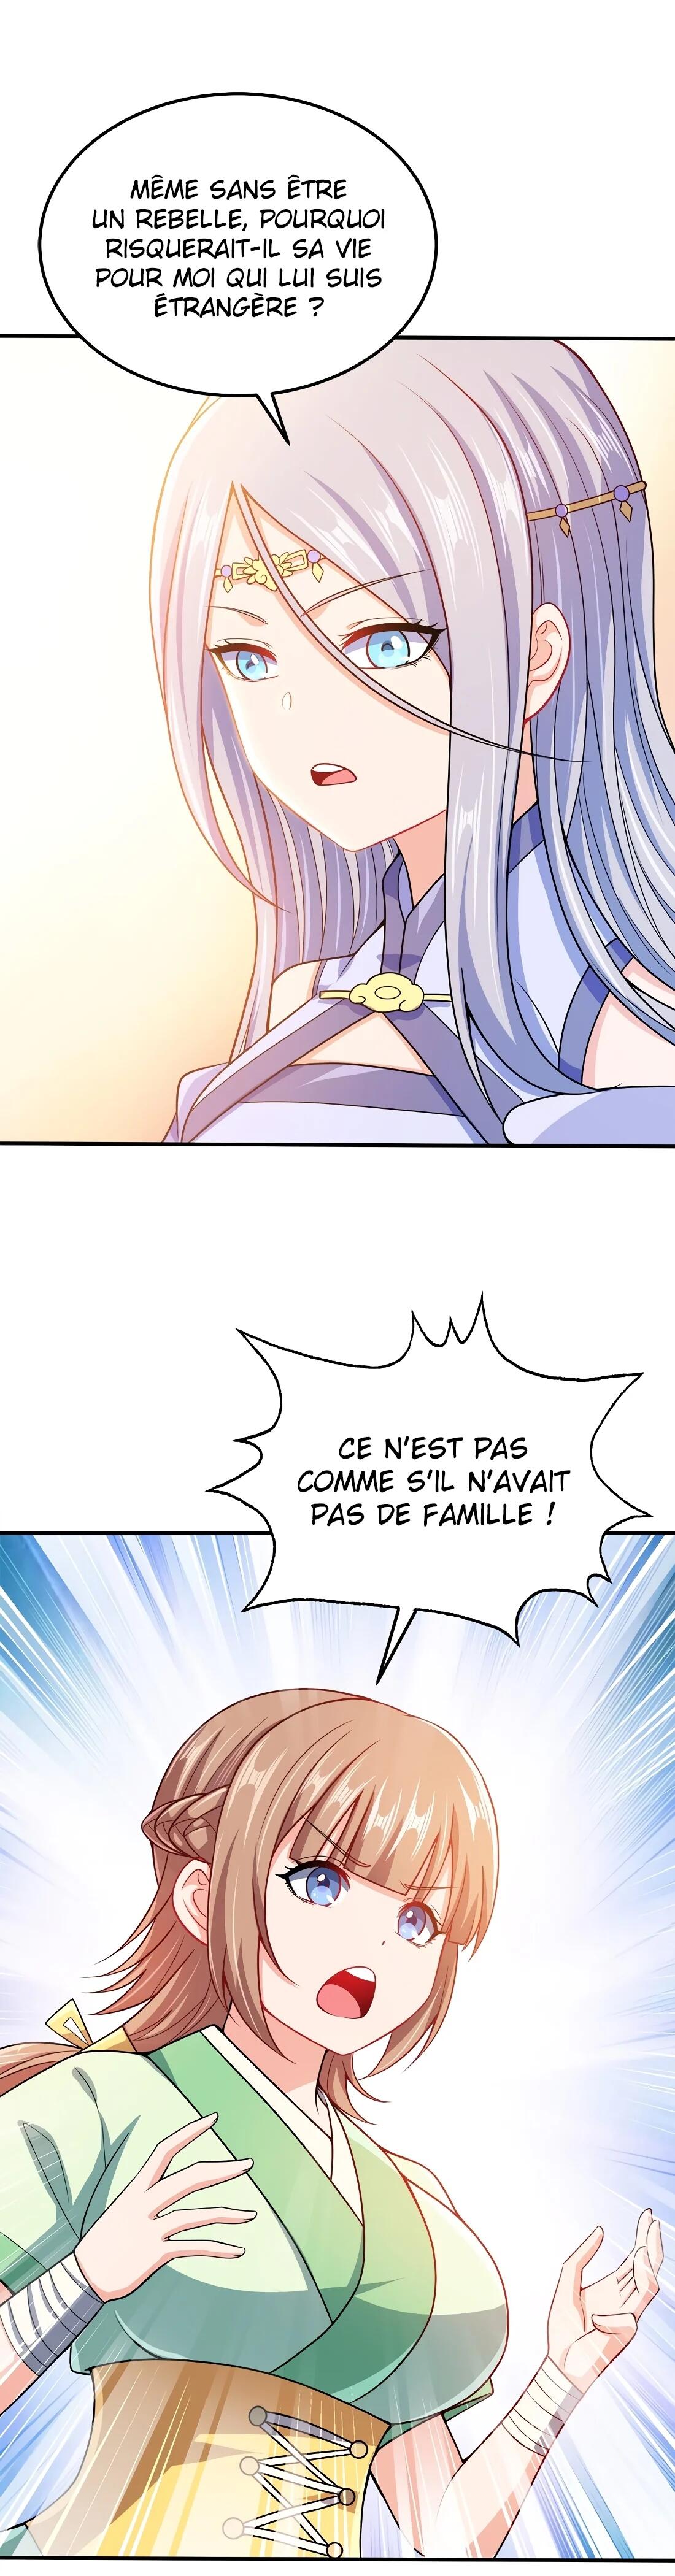 MÊME SANS ÊTRE
UN REBELLE, POURQUOI
RISQUERAIT-IL SA VIE
POUR MOI QUI LUI SUIS
ÉTRANGÈRE ?
CE N'EST PAS
COMME S'IL N'AVAIT
PAS DE FAMILLE !